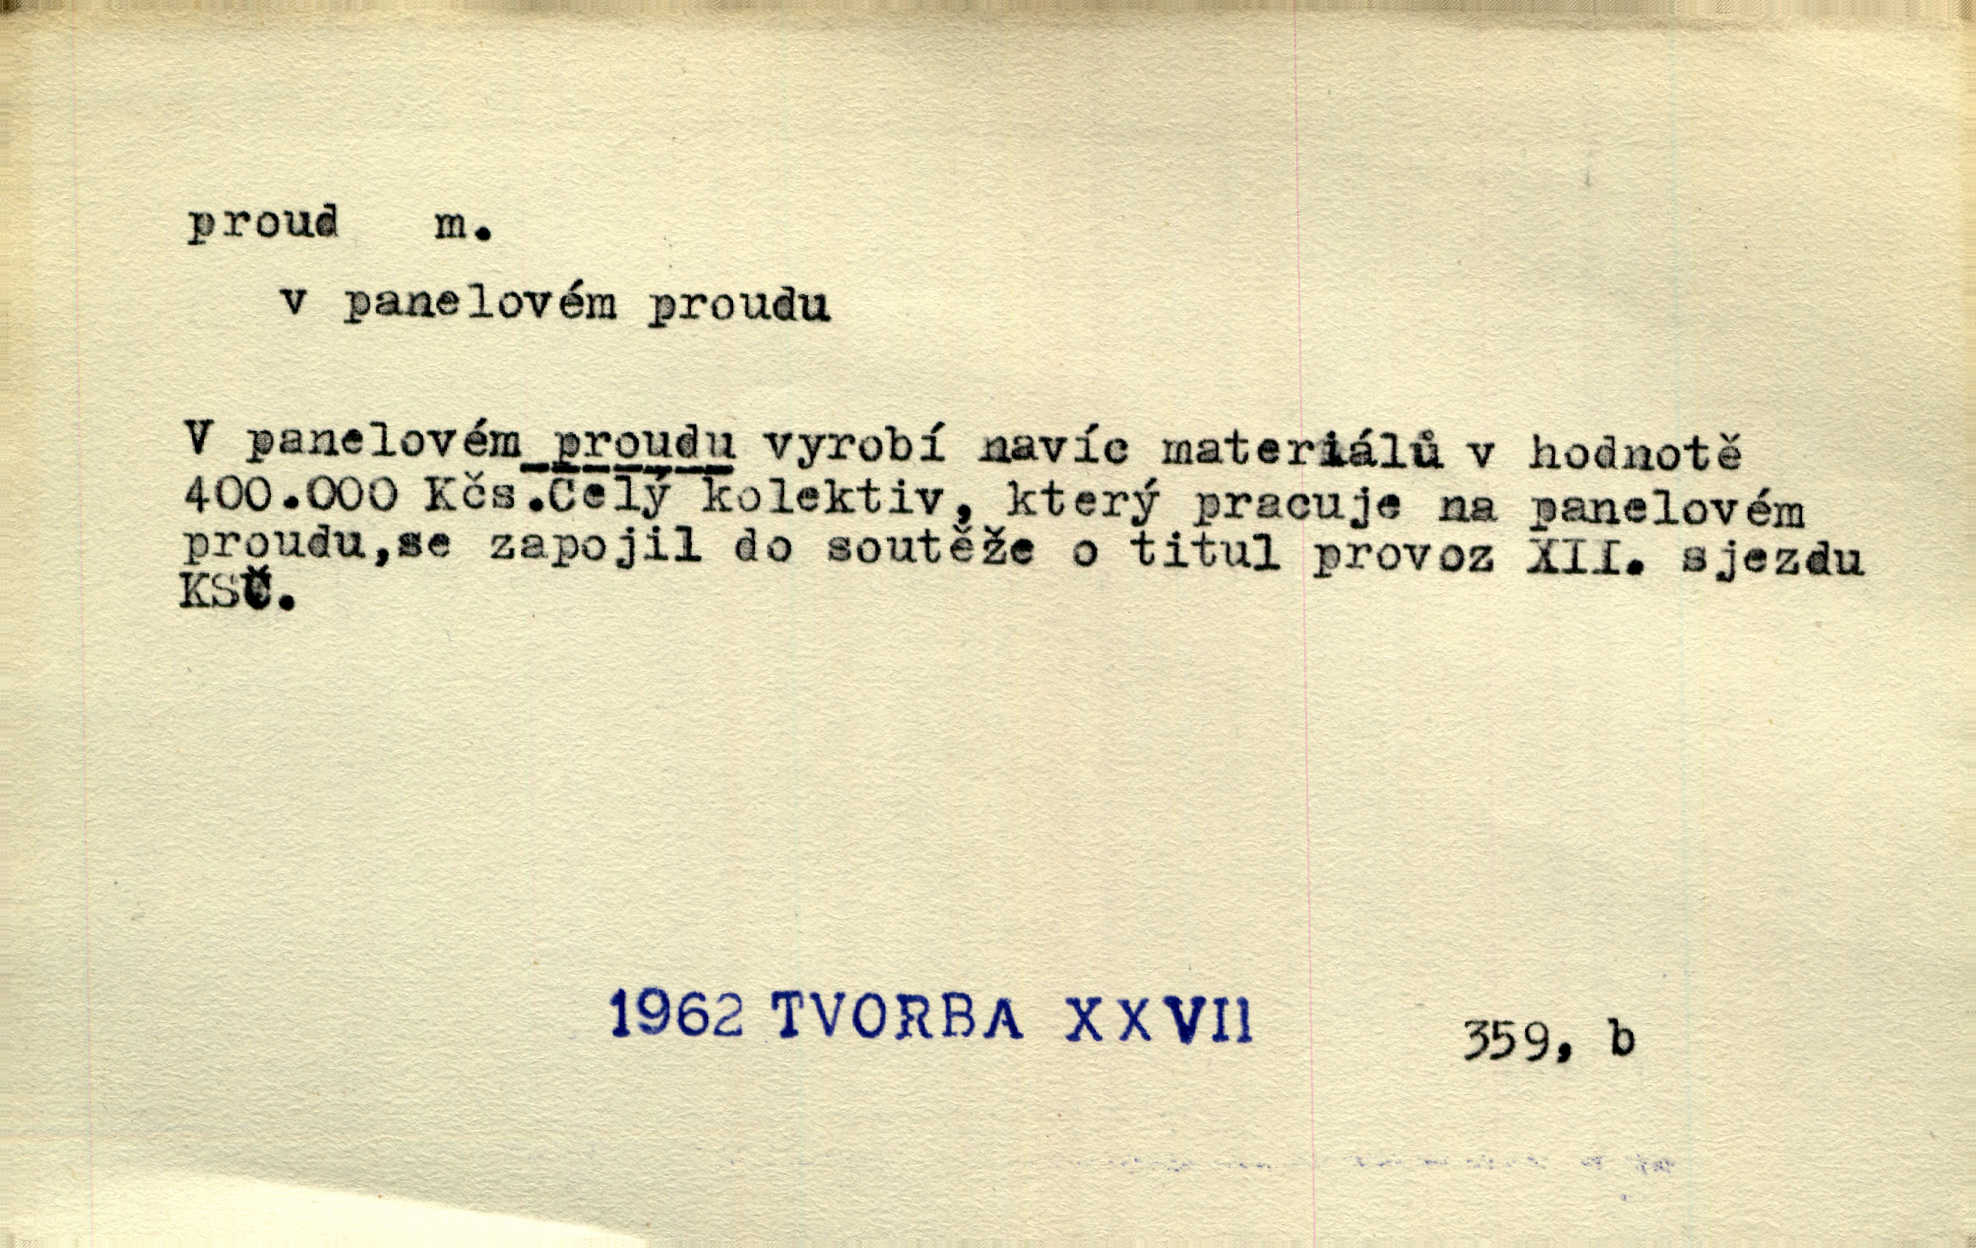 proud m.
v panelovém proudu
V panelovém proudu vyrobí navíc materiálů v hodnotě
400.000 Kčs.Celý kolektiv, který pracuje na panelovém
proudu,se zapojil do soutěže o titul provoz XII. sjezdu
KSČ.
1962 TVORBA XXVII 359, b